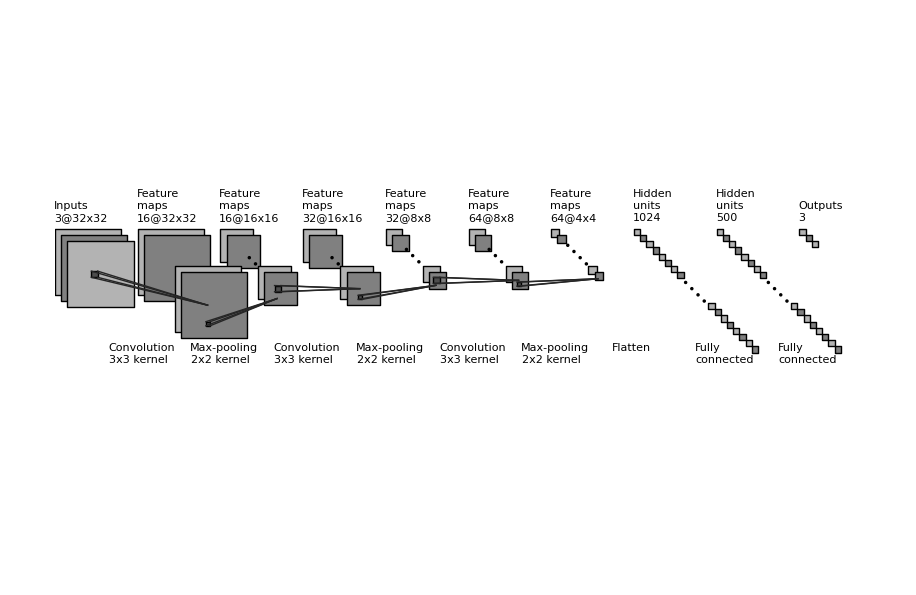 Inputs
3@32x32
Feature
maps
16@32x32
Feature
maps
16@16x16
Feature
maps
32@16x16
Feature
maps
32@8x8
Feature
maps
64@8x8
Feature
maps
64@4x4
Hidden
units
1024
Hidden
units
500
Outputs
3
Convolution
3x3 kernel
Max-pooling
2x2 kernel
Convolution
3x3 kernel
Max-pooling
2x2 kernel
Convolution
3x3 kernel
Max-pooling
2x2 kernel
Flatten
Fully
connected
Fully
connected